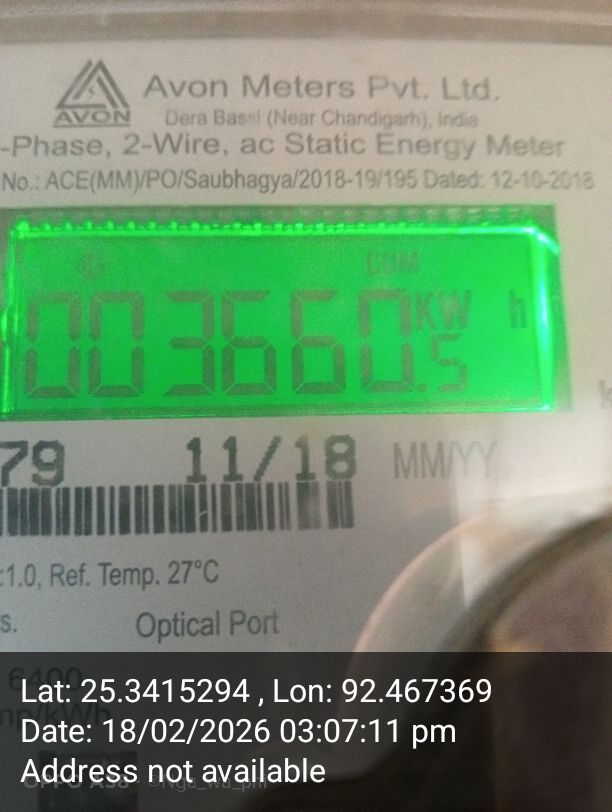 AVON
Avon Meters Pvt. Ltd.
Dera Bassi (Near Chandigarh), India
-Phase, 2-Wire, ac Static Energy Meter
No.: ACE(MM)/PO/Saubhagya/2018-19/195 Dated: 12-10-2018
CUM
003660.5 KW h
79 11/18 MM/YY
:1.0, Ref. Temp. 27°C
s. Optical Port
6400
Lat: 25.3415294 , Lon: 92.467369
Date: 18/02/2026 03:07:11 pm
Address not available